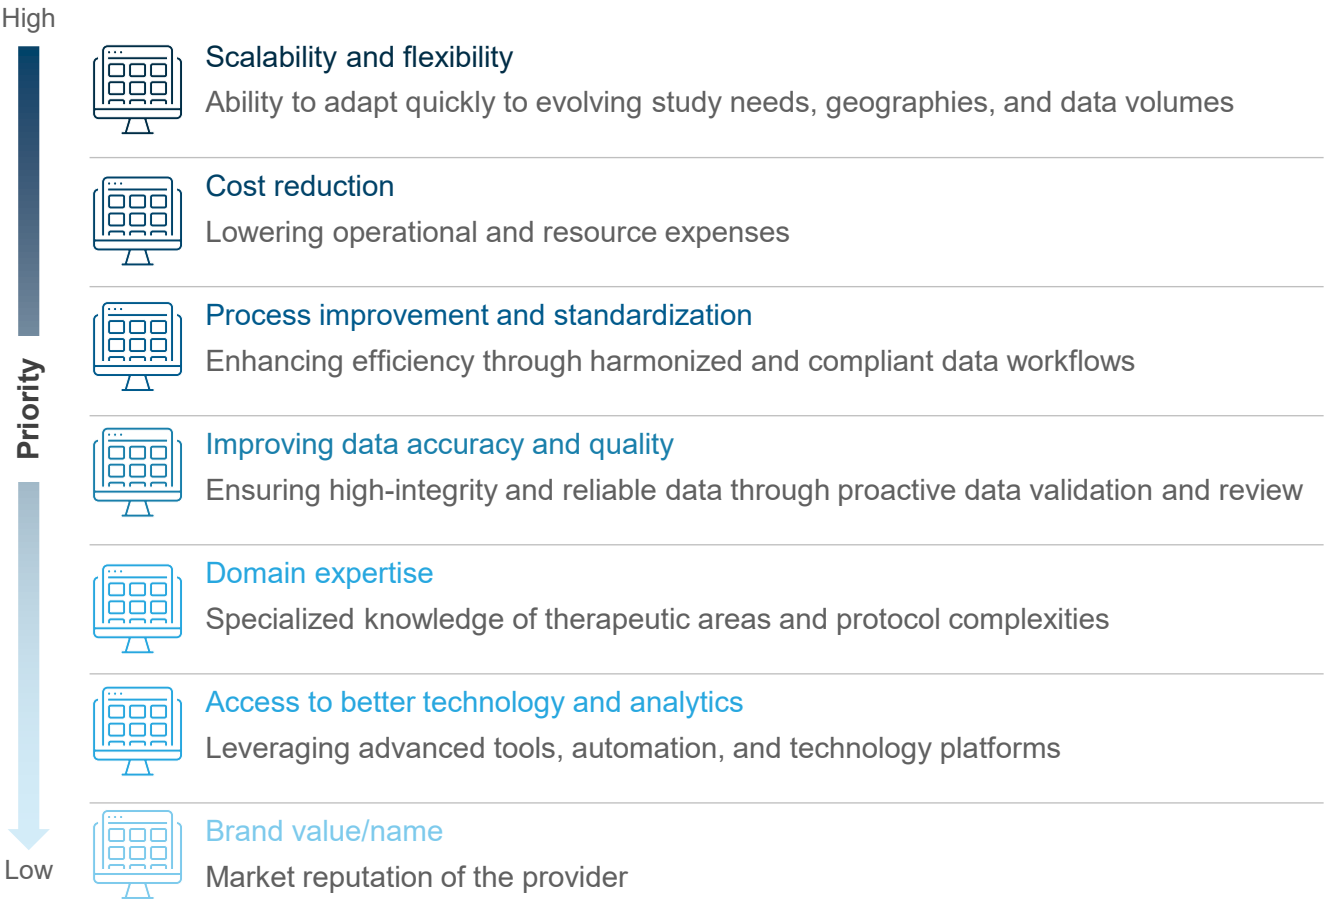 High
Scalability and flexibility
Ability to adapt quickly to evolving study needs, geographies, and data volumes
Cost reduction
Lowering operational and resource expenses
Process improvement and standardization
Enhancing efficiency through harmonized and compliant data workflows
Priority
Improving data accuracy and quality
Ensuring high-integrity and reliable data through proactive data validation and review
Domain expertise
Specialized knowledge of therapeutic areas and protocol complexities
Access to better technology and analytics
Leveraging advanced tools, automation, and technology platforms
Brand value/name
Low
Market reputation of the provider